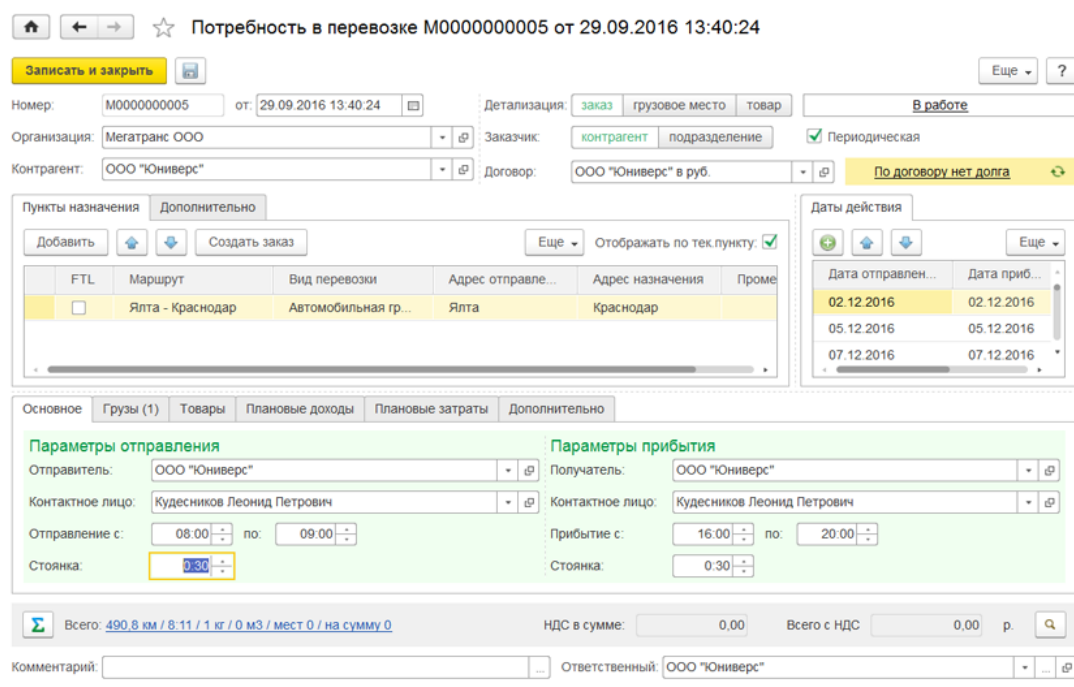 Потребность в перевозке М0000000005 от 29.09.2016 13:40:24
Записать и закрыть Еще ?
Номер: М0000000005 от: 29.09.2016 13:40:24 Детализация: заказ грузовое место товар В работе
Организация: Мегатранс ООО Заказчик: контрагент подразделение Периодическая
Контрагент: ООО "Юниверс" Договор: ООО "Юниверс" в руб. По договору нет долга
Пункты назначения Дополнительно Даты действия
Добавить Создать заказ Еще Отображать по тек.пункту: Еще
FTL Маршрут Вид перевозки Адрес отправле... Адрес назначения Проме Дата отправлен... Дата приб...
Ялта - Краснодар Автомобильная гр... Ялта Краснодар 02.12.2016 02.12.2016
05.12.2016 05.12.2016
07.12.2016 07.12.2016
Основное Грузы (1) Товары Плановые доходы Плановые затраты Дополнительно
Параметры отправления Параметры прибытия
Отправитель: ООО "Юниверс" Получатель: ООО "Юниверс"
Контактное лицо: Кудесников Леонид Петрович Контактное лицо: Кудесников Леонид Петрович
Отправление с: 08:00 по: 09:00 Прибытие с: 16:00 по: 20:00
Стоянка: 0:30 Стоянка: 0:30
Σ Всего: 490,8 км / 8:11 / 1 кг / 0 м3 / мест 0 / на сумму 0 НДС в сумме: 0,00 Всего с НДС 0,00 р.
Комментарий: ... Ответственный: ООО "Юниверс" ...